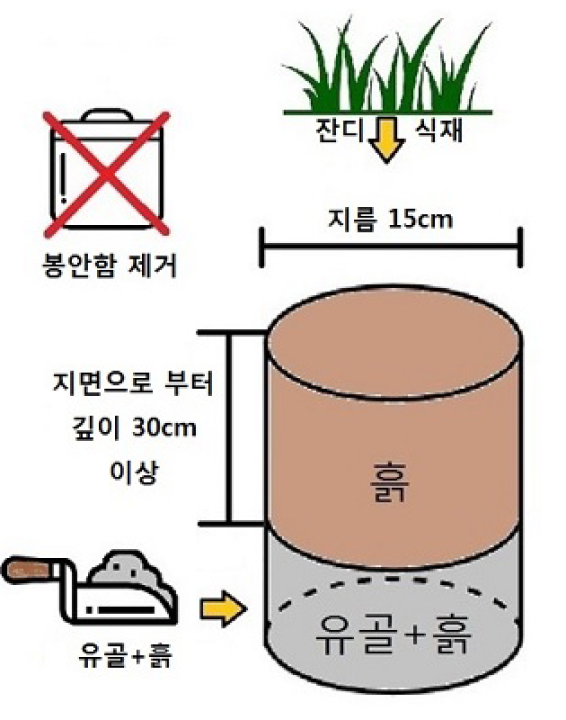 잔디 식재
지름 15cm
봉안함 제거
지면으로 부터
깊이 30cm
이상
흙
유골+흙
유골+흙